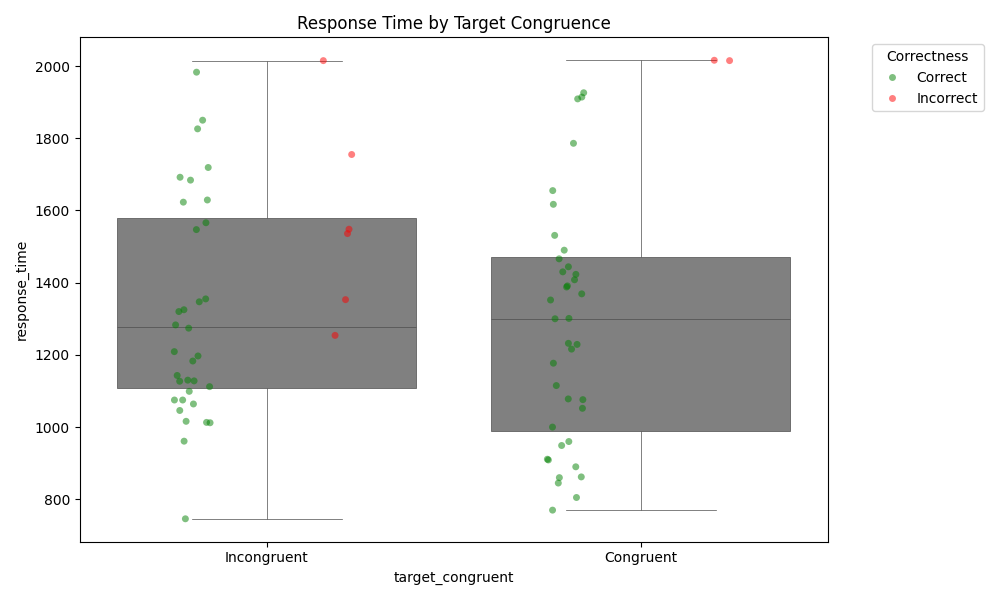 Response Time by Target Congruence
Correctness
Correct
Incorrect
2000
1800
1600
1400
1200
1000
800
response_time
Incongruent
Congruent
target_congruent